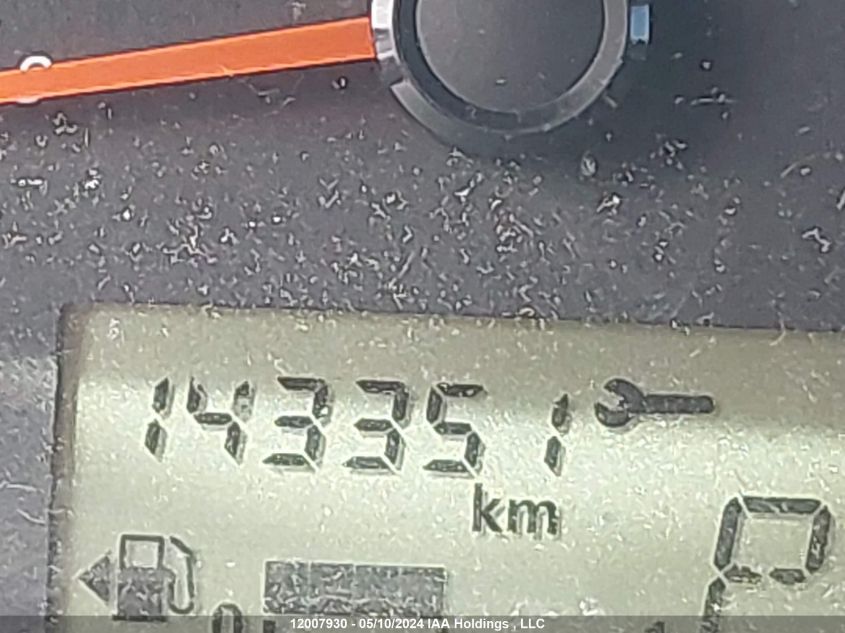 143351
km
P
12007930 - 05/10/2024 IAA Holdings , LLC